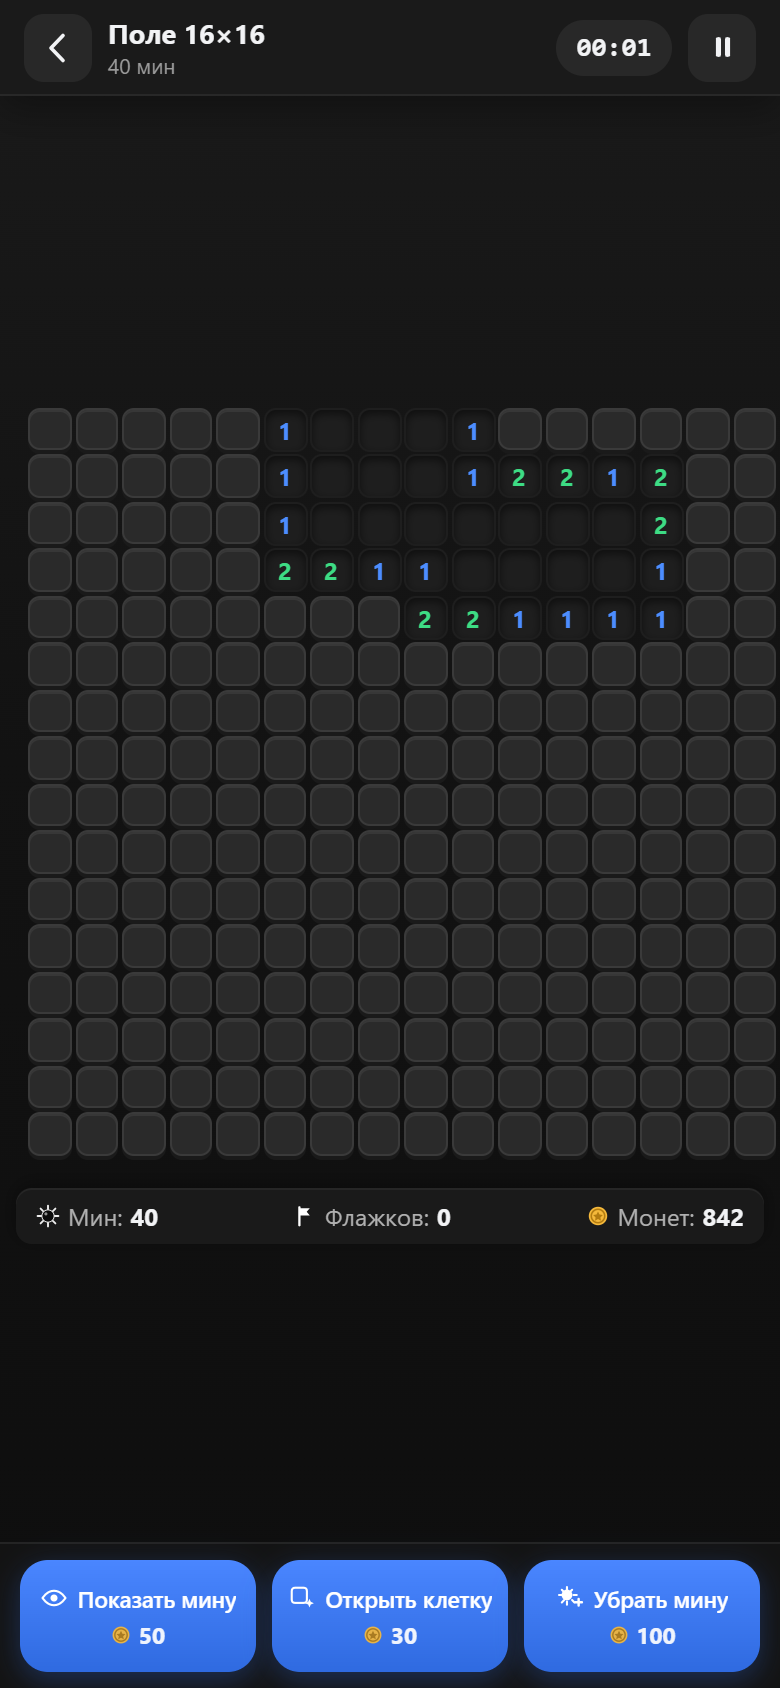 Поле 16×16
40 мин
00:01
1 1
1 1 2 2 1 2
1 2
2 2 1 1 1
2 2 1 1 1 1
Мин: 40 Флажков: 0 Монет: 842
Показать мину Открыть клетку Убрать мину
50 30 100